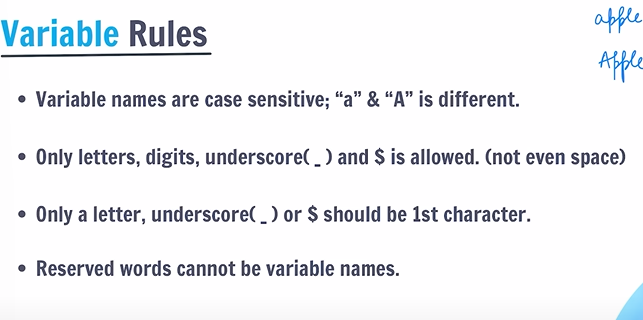 Variable Rules
apple
Apple
• Variable names are case sensitive; “a” & “A” is different.
• Only letters, digits, underscore( _ ) and $ is allowed. (not even space)
• Only a letter, underscore( _ ) or $ should be 1st character.
• Reserved words cannot be variable names.